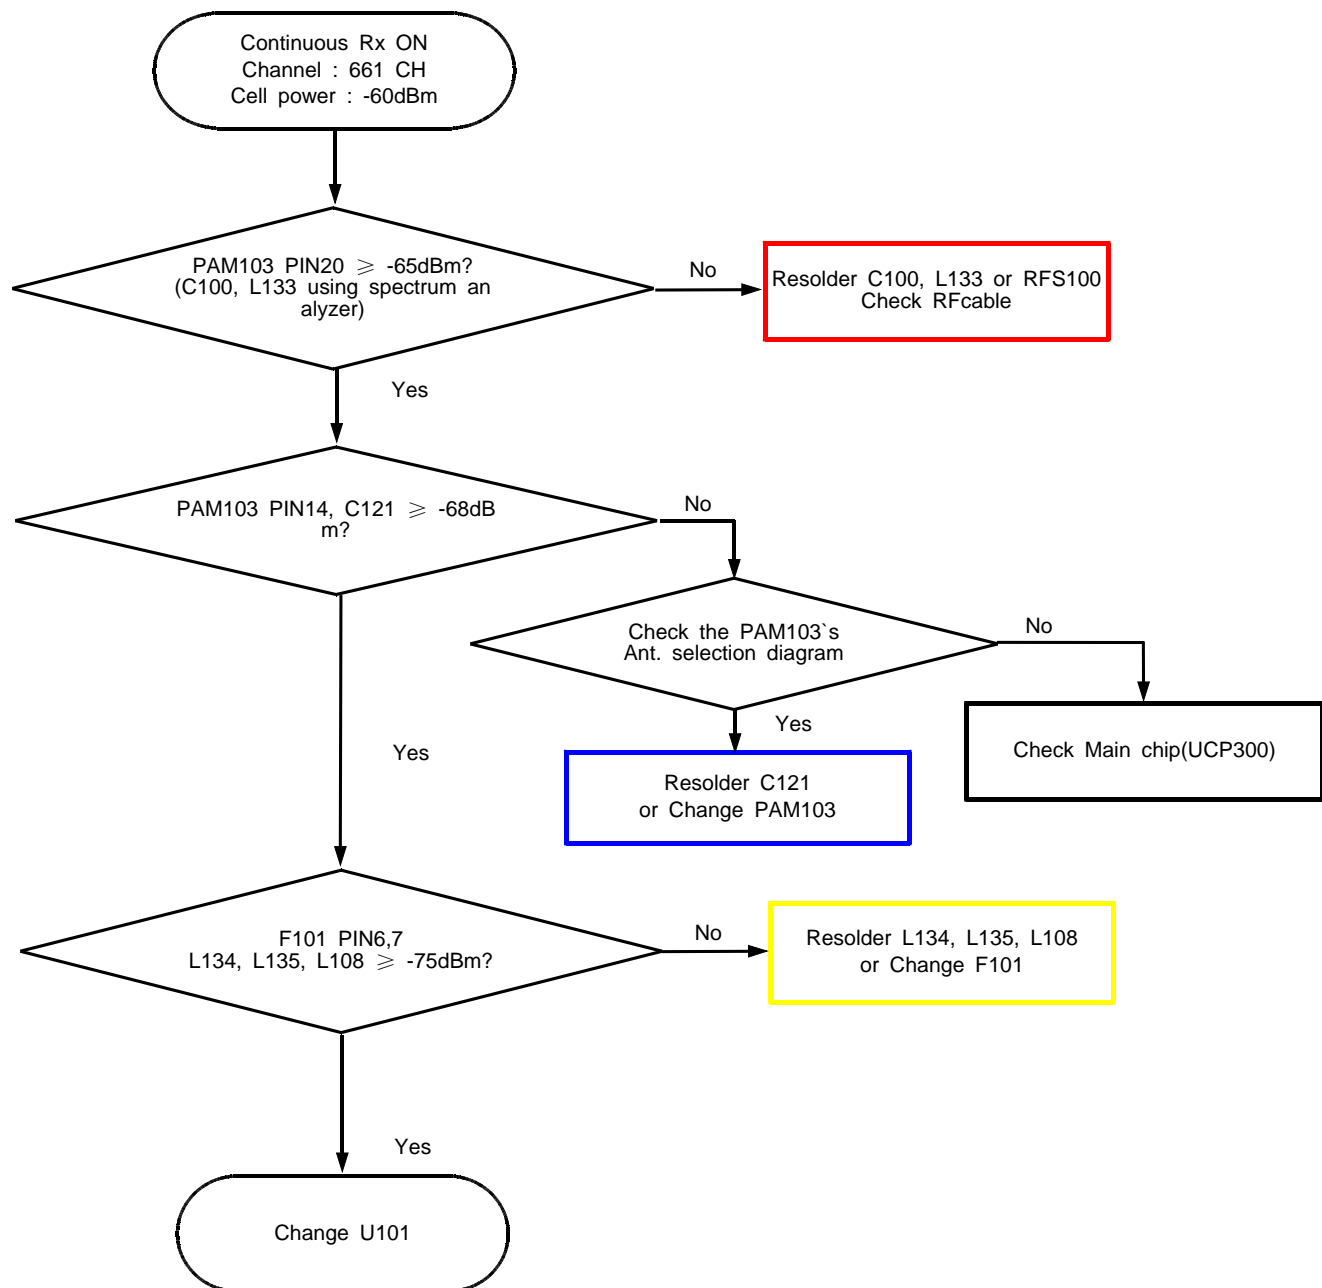 Continuous Rx ON
Channel : 661 CH
Cell power : -60dBm
PAM103 PIN20 ≥ -65dBm?
(C100, L133 using spectrum an
alyzer)
No
Resolder C100, L133 or RFS100
Check RFcable
Yes
PAM103 PIN14, C121 ≥ -68dB
m?
No
Check the PAM103`s
Ant. selection diagram
No
Yes
Check Main chip(UCP300)
Yes
Resolder C121
or Change PAM103
F101 PIN6,7
L134, L135, L108 ≥ -75dBm?
No
Resolder L134, L135, L108
or Change F101
Yes
Change U101